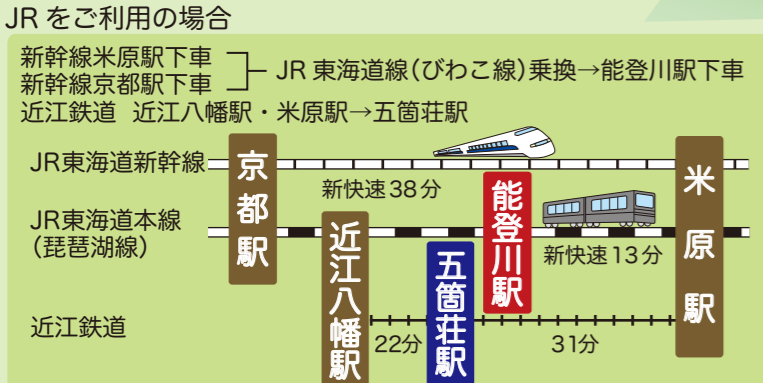 JRをご利用の場合
新幹線米原駅下車
新幹線京都駅下車
JR東海道線(びわこ線)乗換→能登川駅下車
近江鉄道 近江八幡駅・米原駅→五箇荘駅
JR東海道新幹線
京都駅
米原駅
新快速38分
能登川駅
JR東海道本線
(琵琶湖線)
近江八幡駅
五箇荘駅
新快速13分
近江鉄道
22分
31分